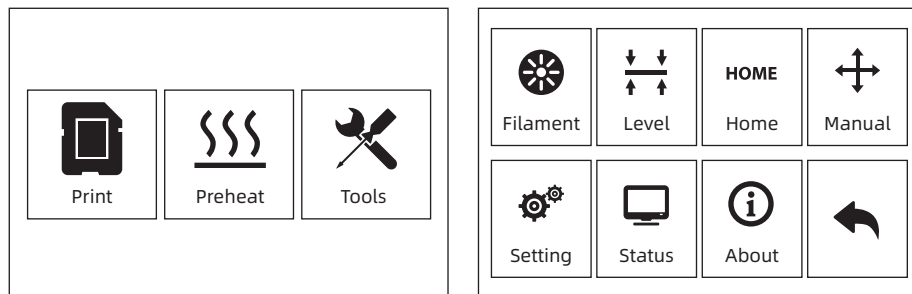 Print Preheat Tools
HOME
Filament Level Home Manual
Setting Status About